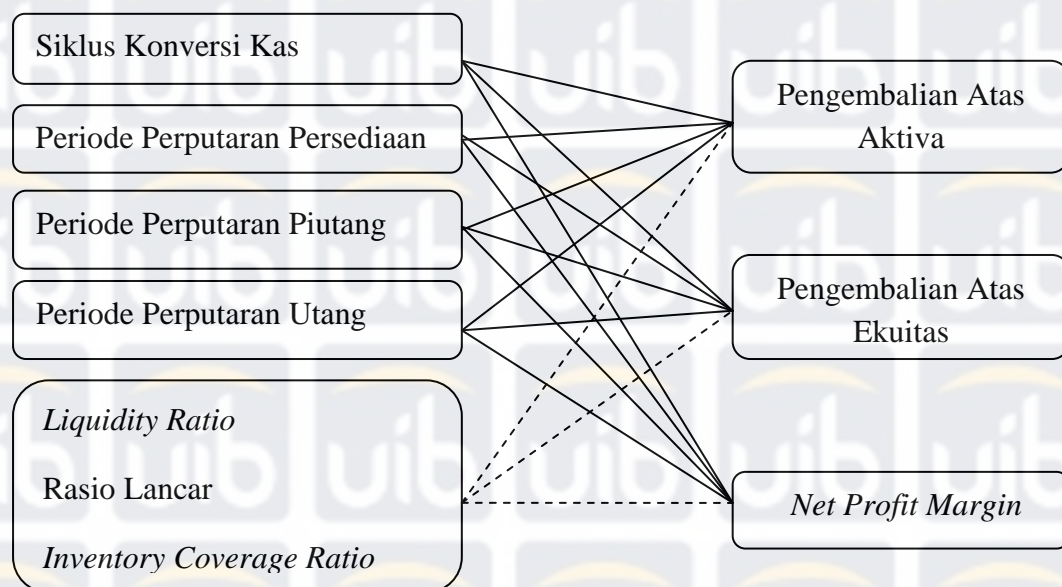 Siklus Konversi Kas
Periode Perputaran Persediaan
Periode Perputaran Piutang
Periode Perputaran Utang
Liquidity Ratio
Rasio Lancar
Inventory Coverage Ratio
Pengembalian Atas
Aktiva
Pengembalian Atas
Ekuitas
Net Profit Margin